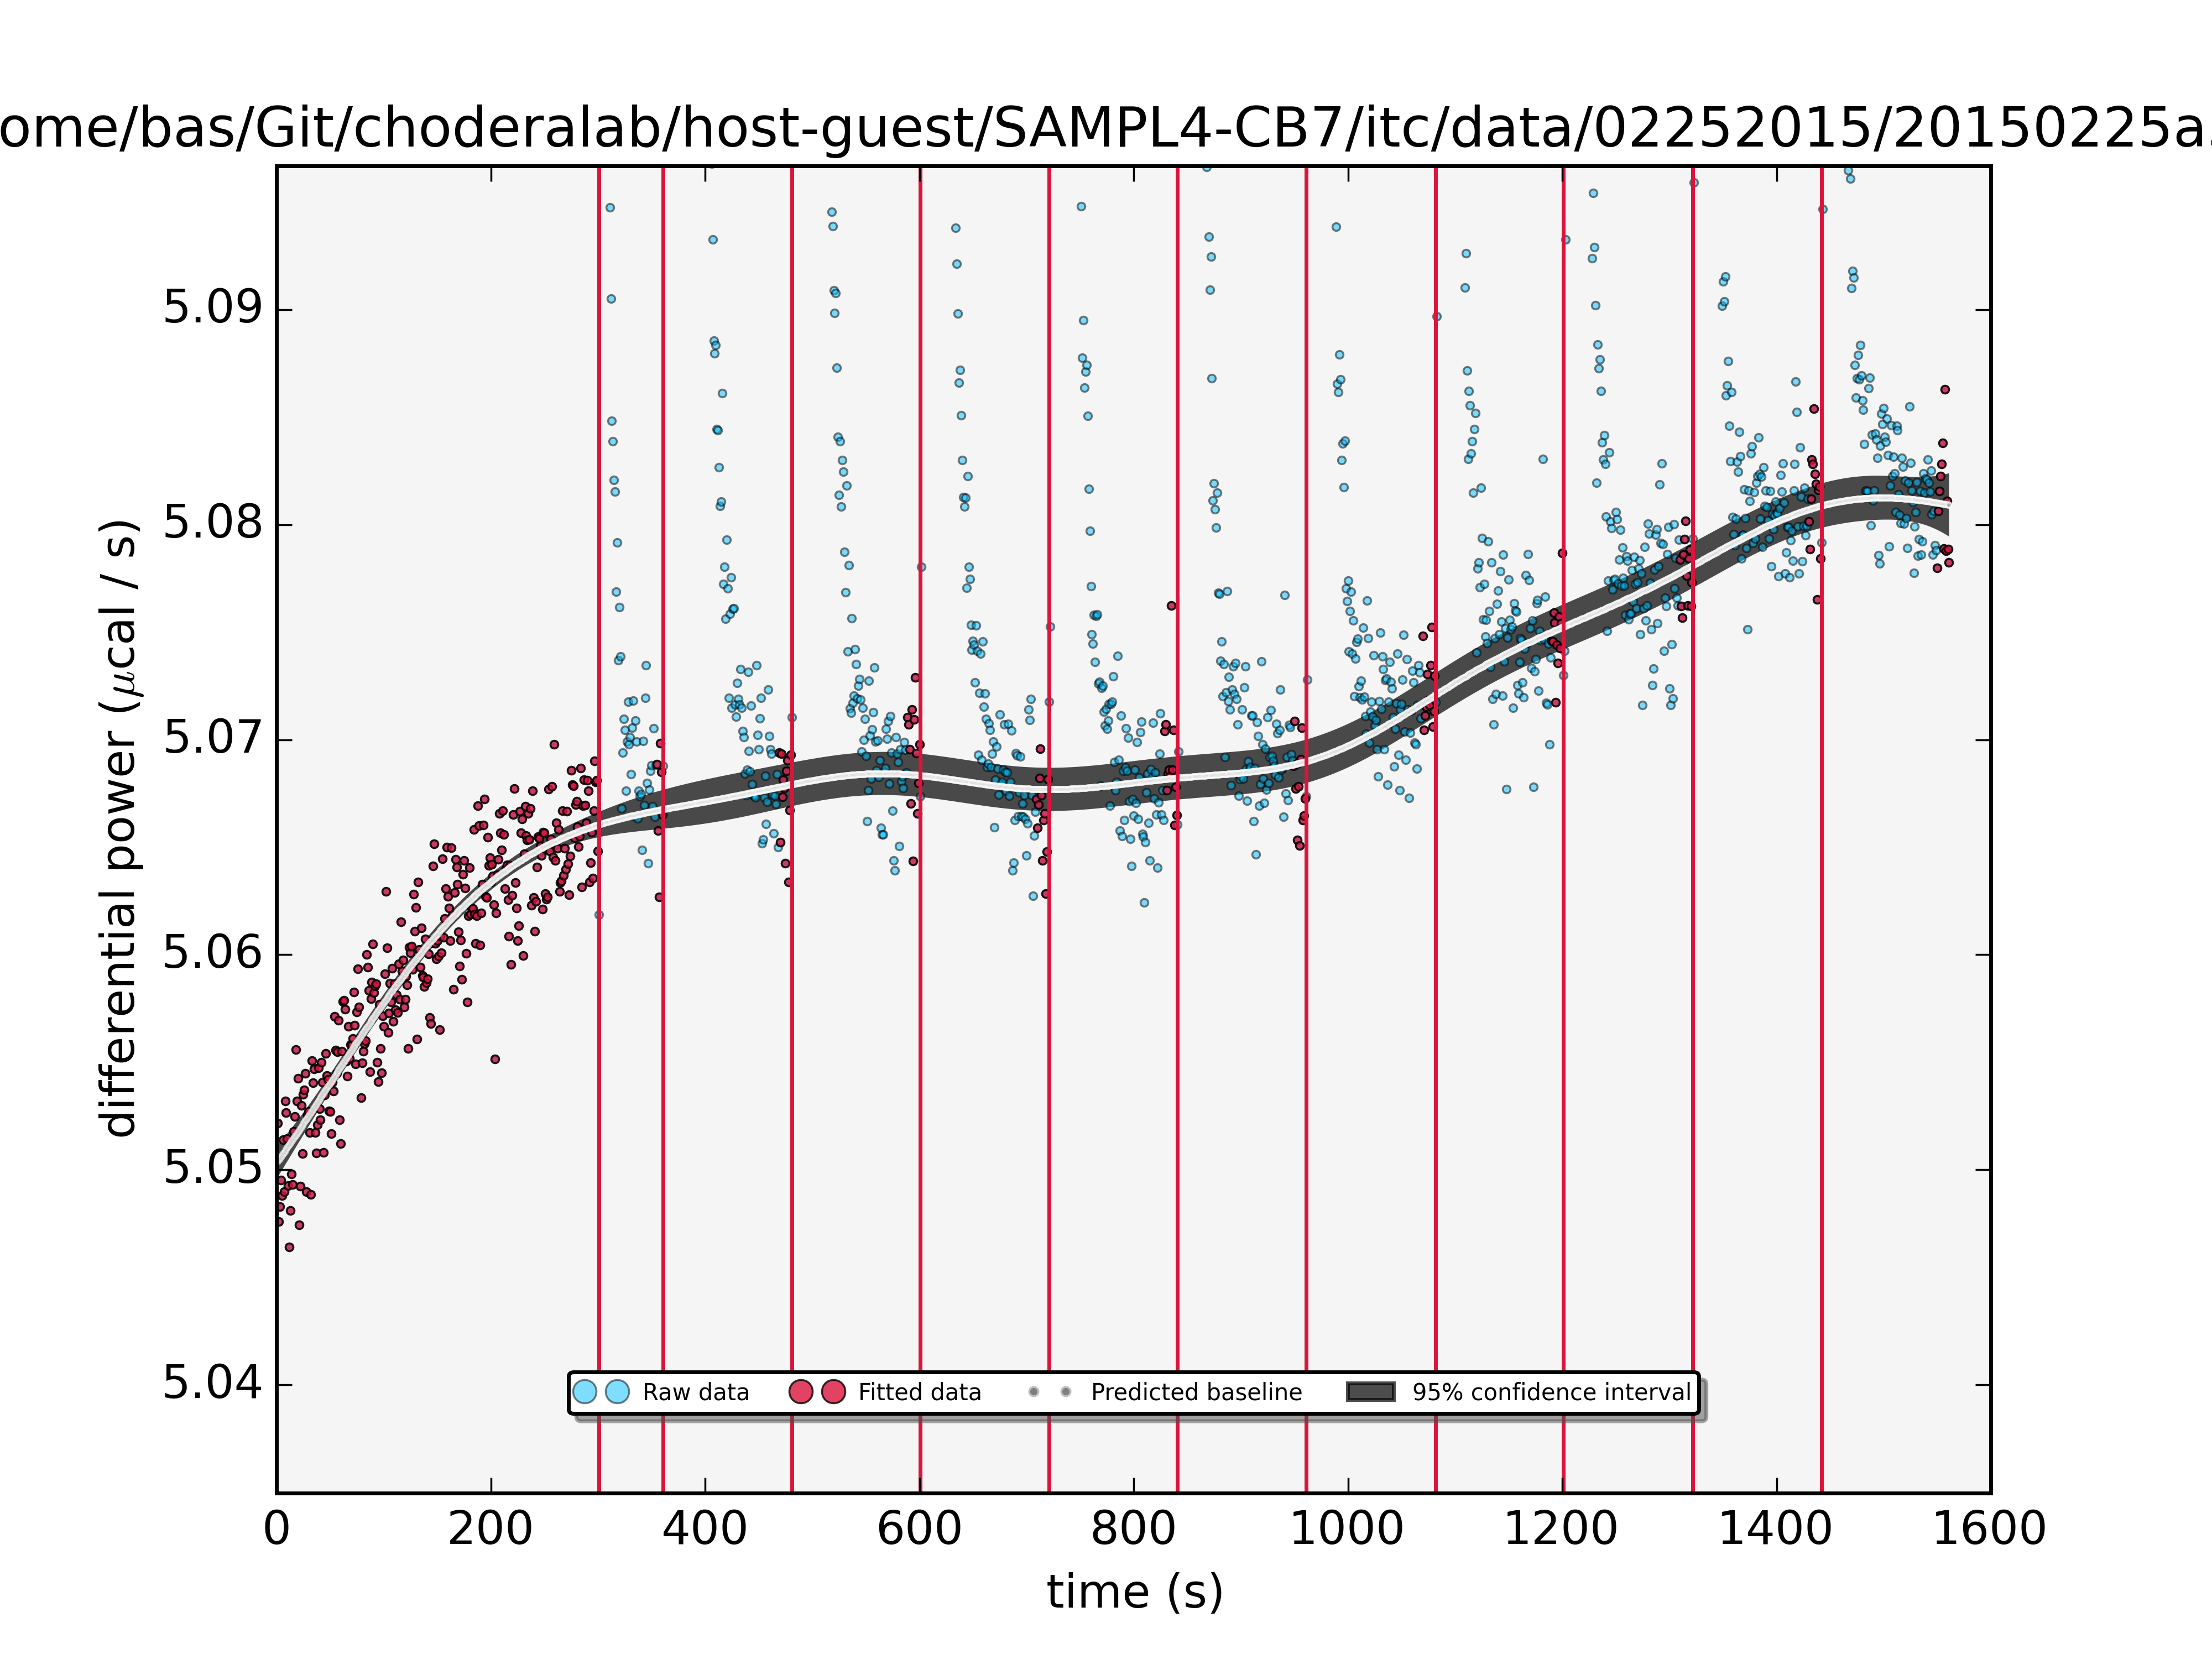 ome/bas/Git/choderalab/host-guest/SAMPL4-CB7/itc/data/02252015/20150225a
5.09
5.08
5.07
5.06
5.05
5.04
differential power (μcal / s)
Raw data
Fitted data
Predicted baseline
95% confidence interval
0 200 400 600 800 1000 1200 1400 1600
time (s)